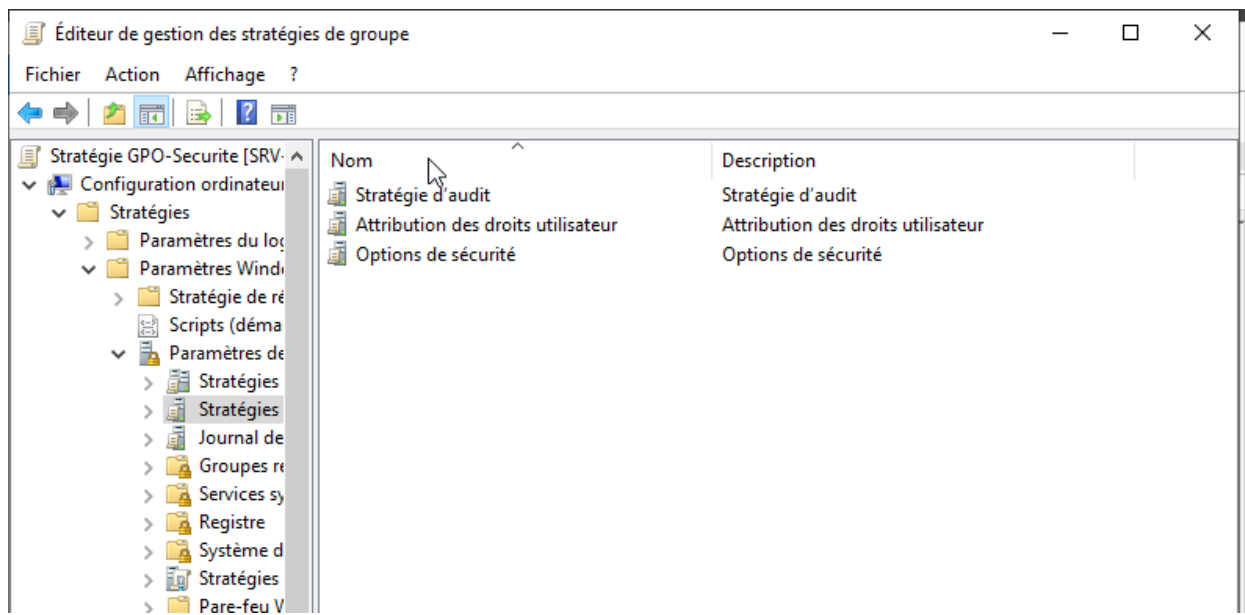 Éditeur de gestion des stratégies de groupe
Fichier Action Affichage ?
Stratégie GPO-Securite [SRV-
Configuration ordinateur
Stratégies
Paramètres du log
Paramètres Windo
Stratégie de ré
Scripts (déma
Paramètres de
Stratégies
Stratégies
Journal de
Groupes re
Services sy
Registre
Système d
Stratégies
Pare-feu W
Nom Description
Stratégie d'audit Stratégie d'audit
Attribution des droits utilisateur Attribution des droits utilisateur
Options de sécurité Options de sécurité